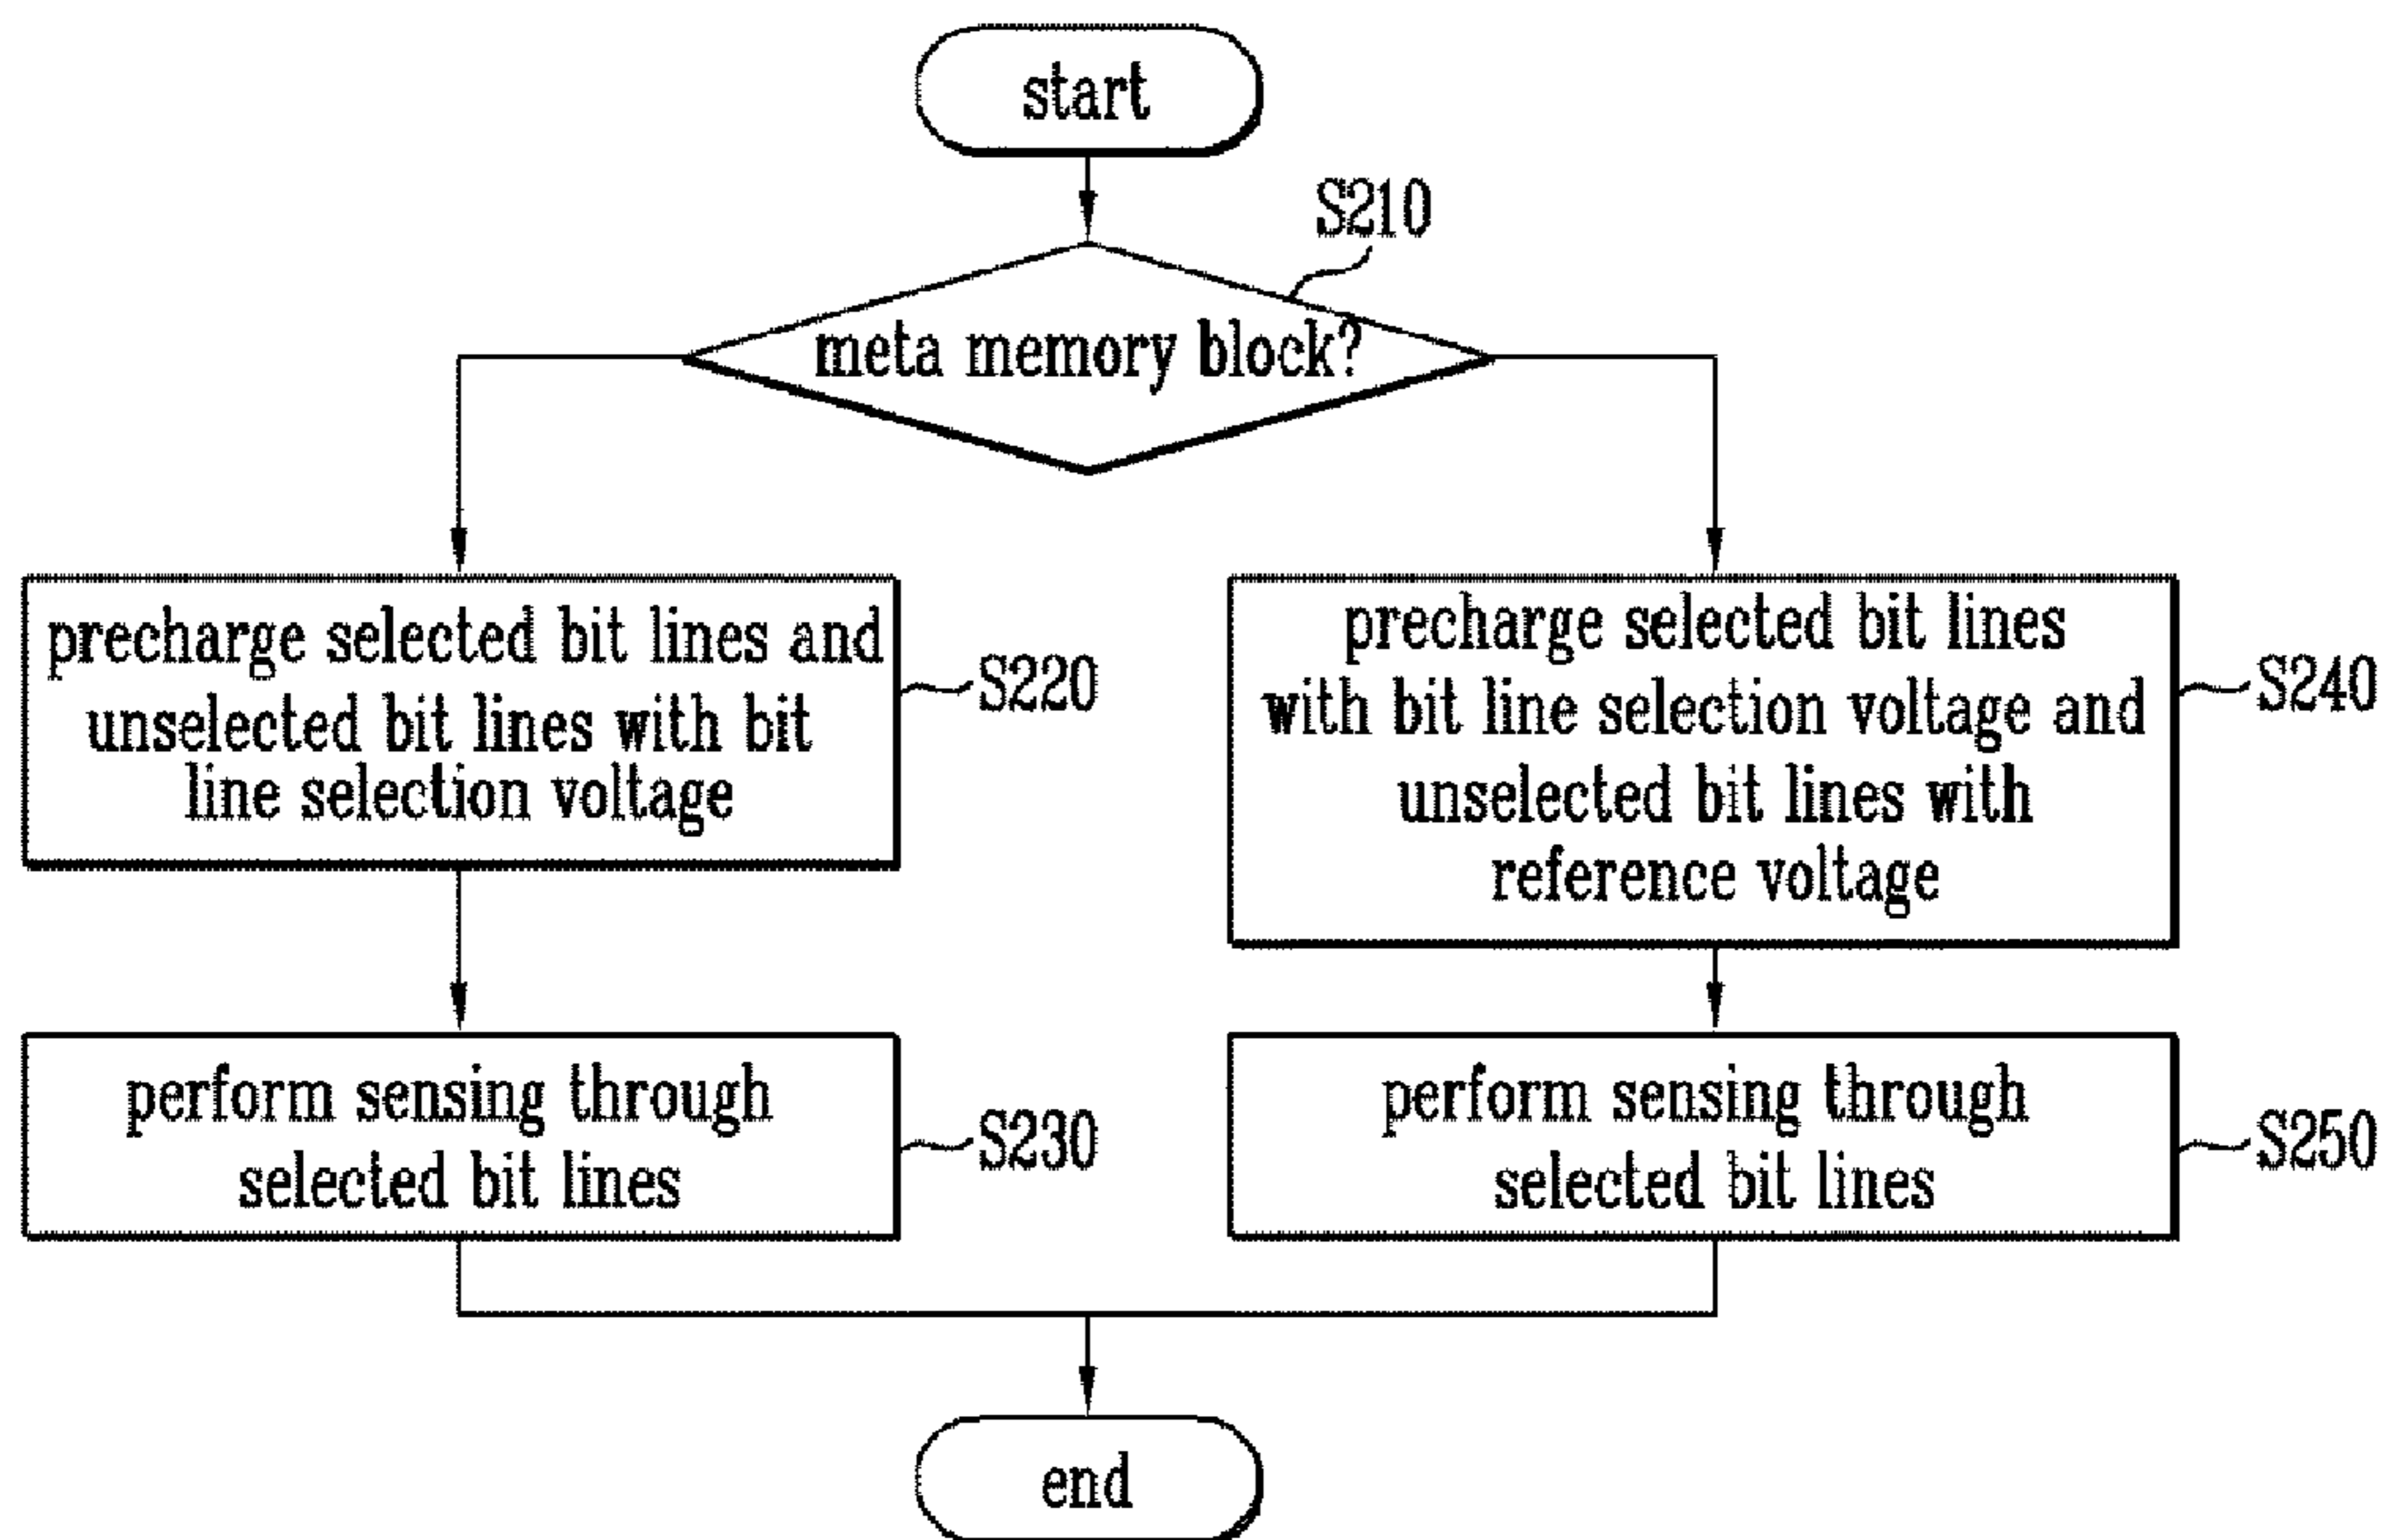 start
S210
meta memory block?
precharge selected bit lines and
unselected bit lines with bit
line selection voltage
S220
precharge selected bit lines
with bit line selection voltage and
unselected bit lines with
reference voltage
S240
perform sensing through
selected bit lines
S230
perform sensing through
selected bit lines
S250
end